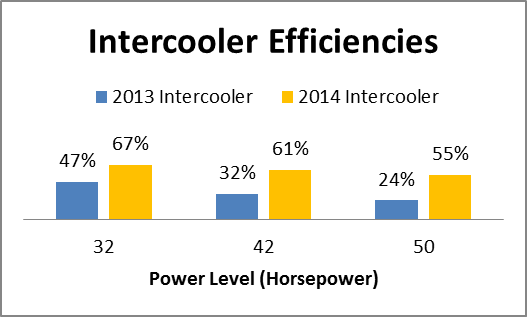 Intercooler Efficiencies
2013 Intercooler 2014 Intercooler
47% 67% 32% 61% 24% 55%
32 42 50
Power Level (Horsepower)